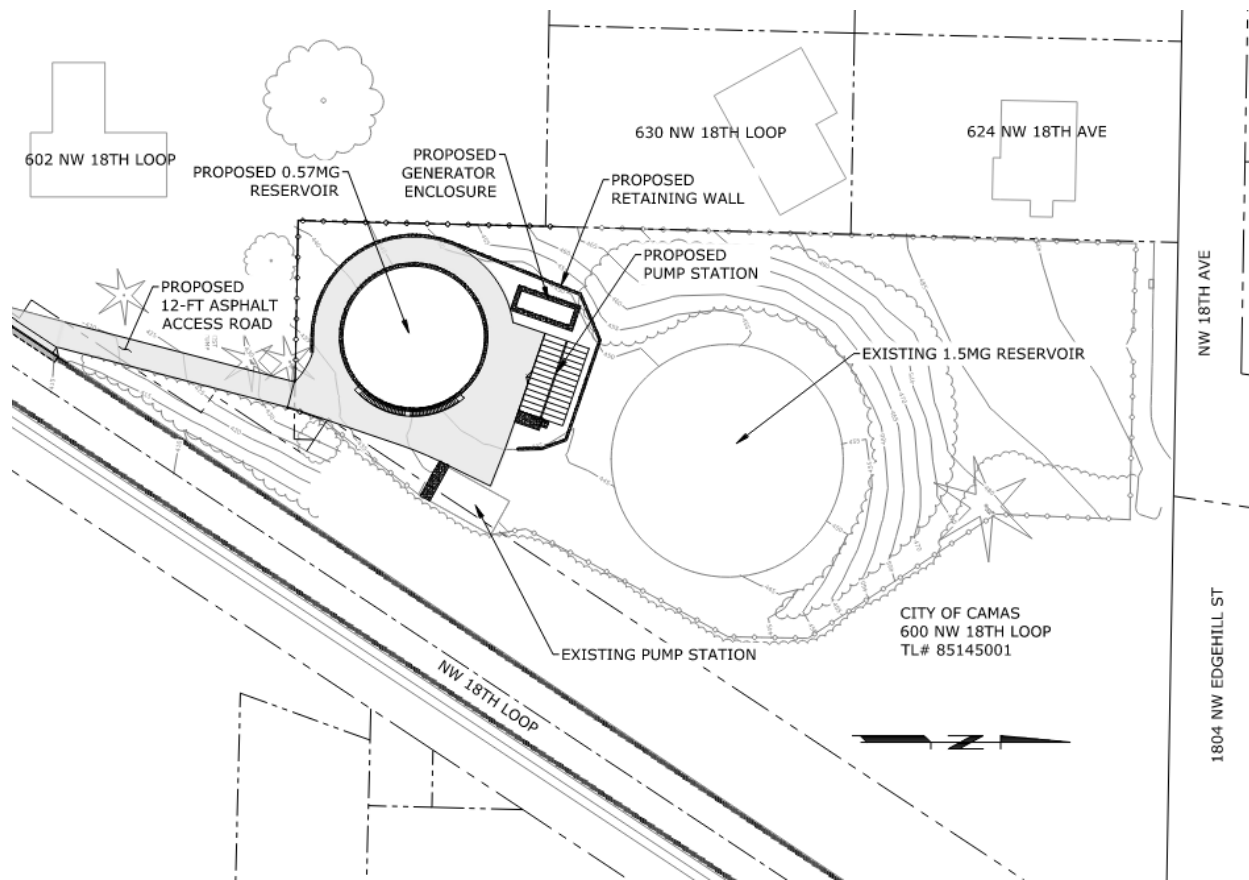 602 NW 18TH LOOP
PROPOSED 0.57MG
RESERVOIR
PROPOSED
GENERATOR
ENCLOSURE
PROPOSED
RETAINING WALL
630 NW 18TH LOOP
624 NW 18TH AVE
PROPOSED
PUMP STATION
PROPOSED
12-FT ASPHALT
ACCESS ROAD
EXISTING 1.5MG RESERVOIR
NW 18TH AVE
EXISTING PUMP STATION
NW 18TH LOOP
CITY OF CAMAS
600 NW 18TH LOOP
TL# 85145001
1804 NW EDGEHILL ST
N